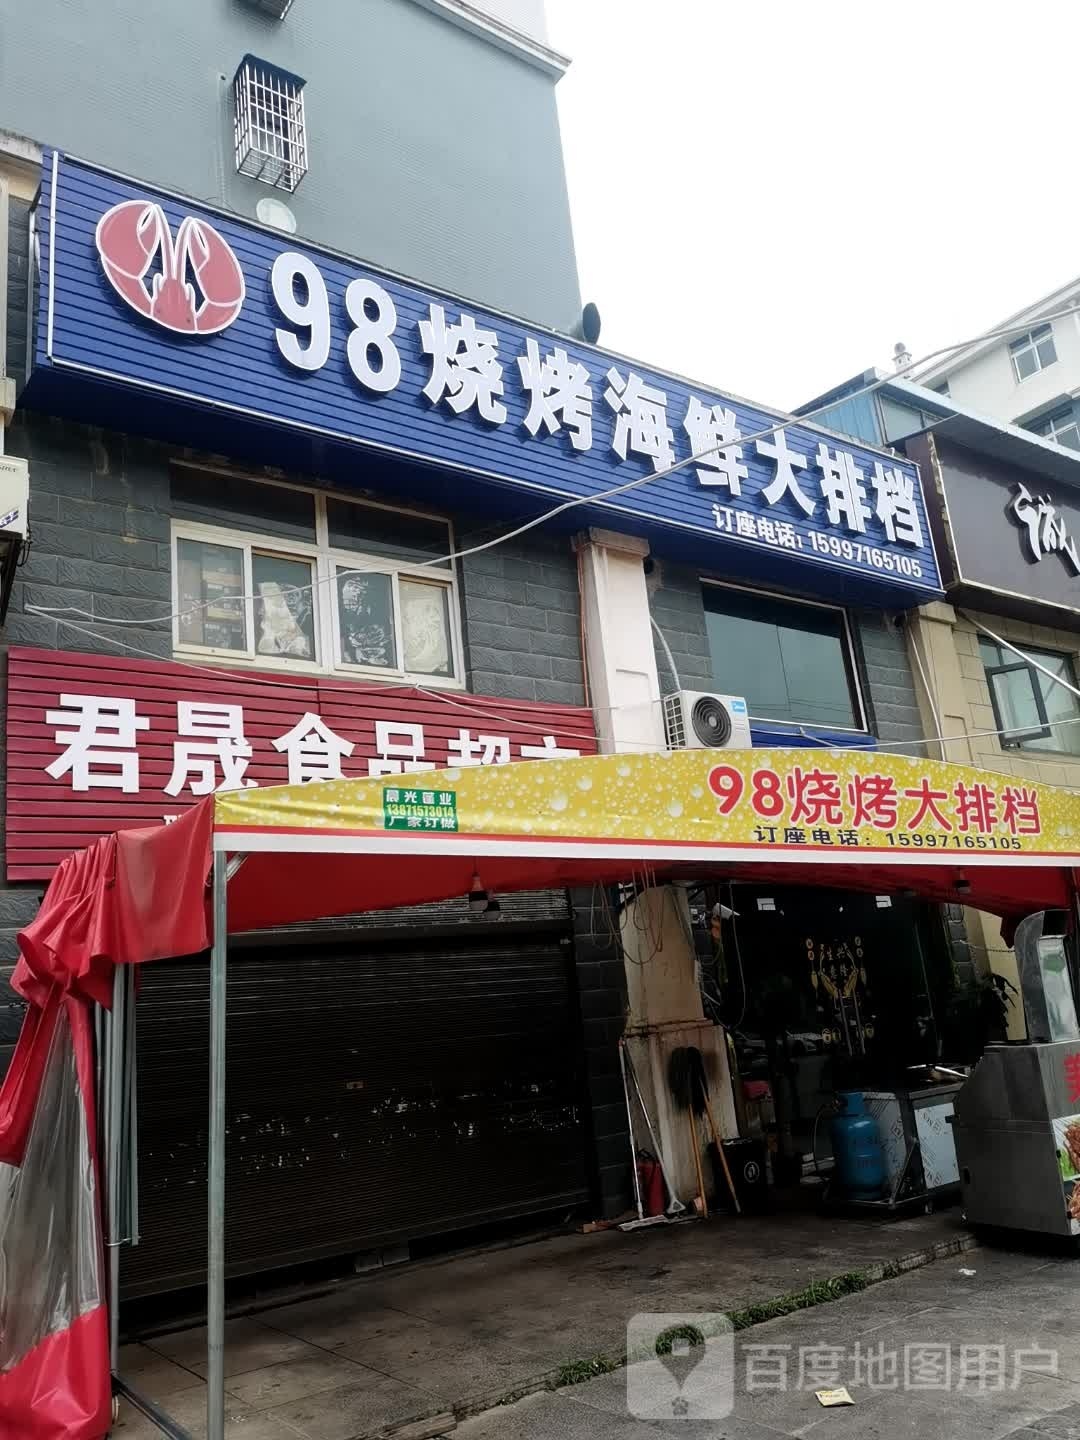 98烧烤海鲜大排档
订座电话：15997165105
诚
君晟食品超市
98烧烤大排档
订座电话：15997165105
晨光篷业
13871573014
厂家订做
百度地图用户